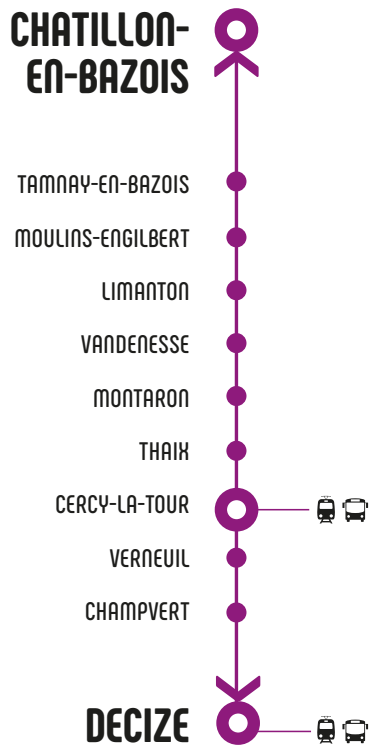 CHATILLON-
EN-BAZOIS
TAMNAY-EN-BAZOIS
MOULINS-ENGILBERT
LIMANTON
VANDENESSE
MONTARON
THAIX
CERCY-LA-TOUR
VERNEUIL
CHAMPVERT
DECIZE